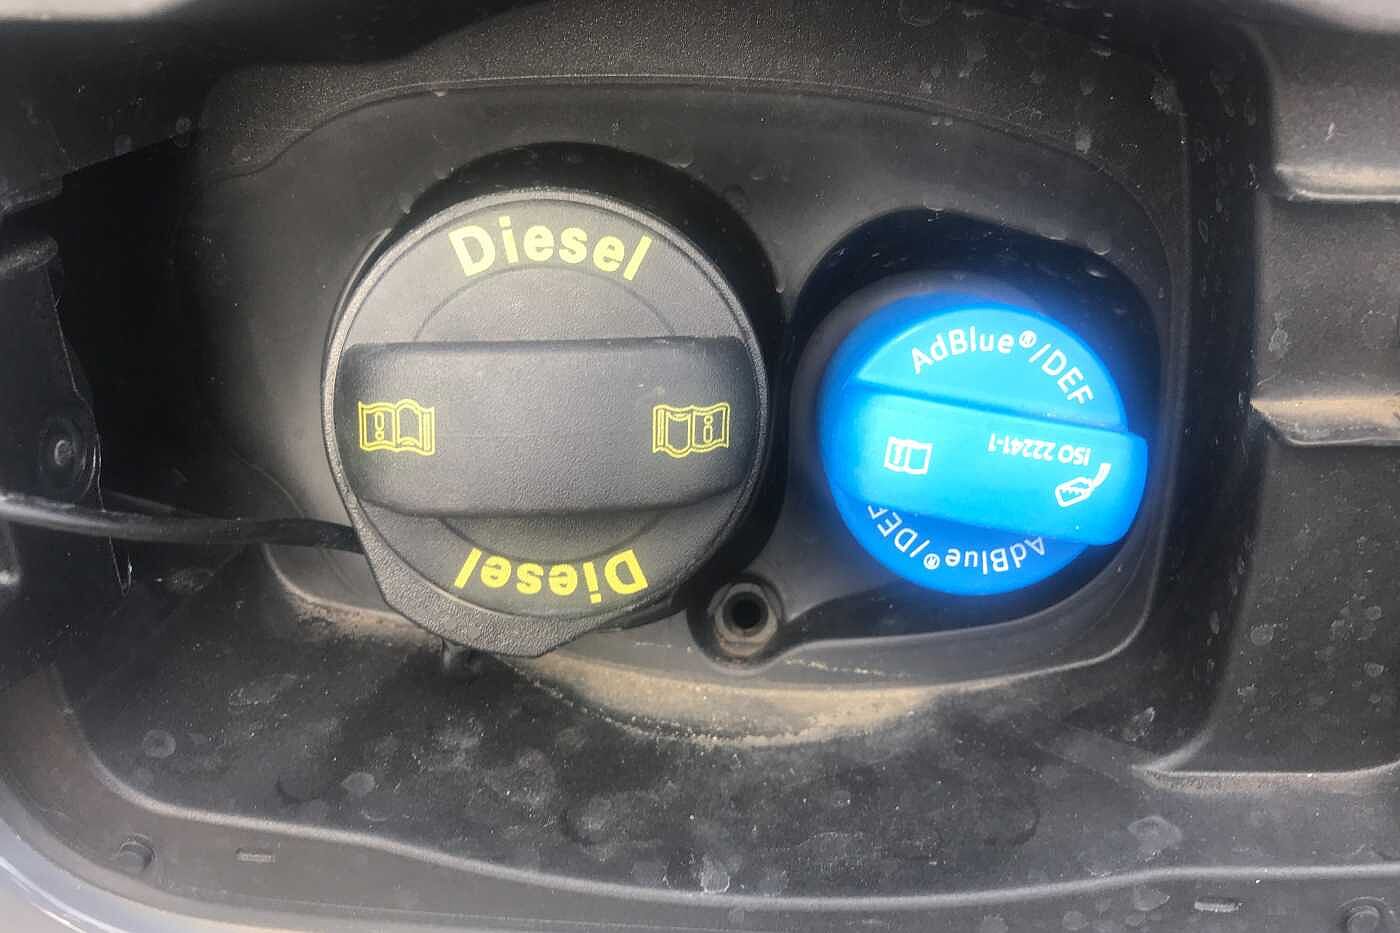 Diesel
Diesel
AdBlue®/DEF
ISO 22241-1
AdBlue®/DEF